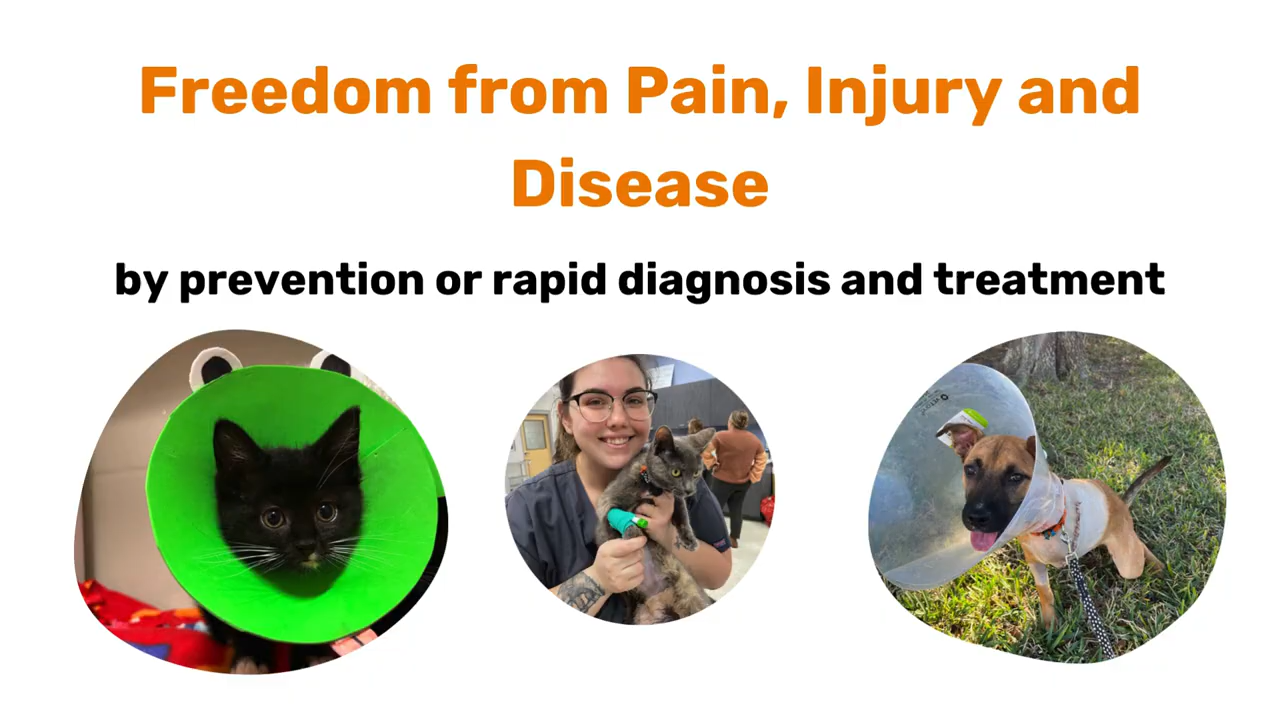 Freedom from Pain, Injury and
Disease
by prevention or rapid diagnosis and treatment